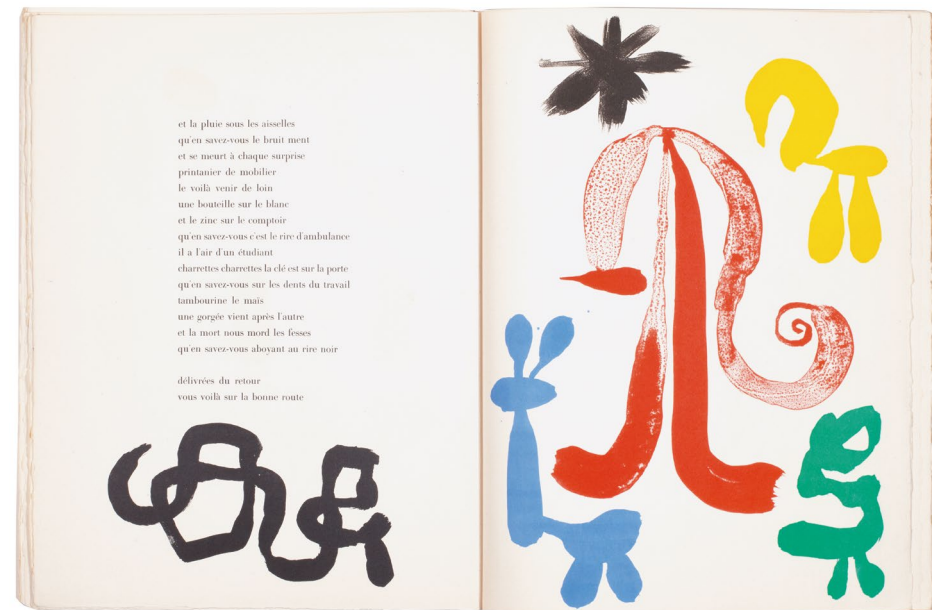 et la pluie sous les aisselles
qu'en savez-vous le bruit ment
et se meurt à chaque surprise
printanier de mobilier
le voilà venir de loin
une bouteille sur le blanc
et le zinc sur le comptoir
qu'en savez-vous c'est le rire d'ambulance
il a l'air d'un étudiant
charrettes charrettes la clé est sur la porte
qu'en savez-vous sur les dents du travail
tambourine le maïs
une gorgée vient après l'autre
et la mort nous mord les fesses
qu'en savez-vous aboyant au rire noir
délivrées du retour
vous voilà sur la bonne route